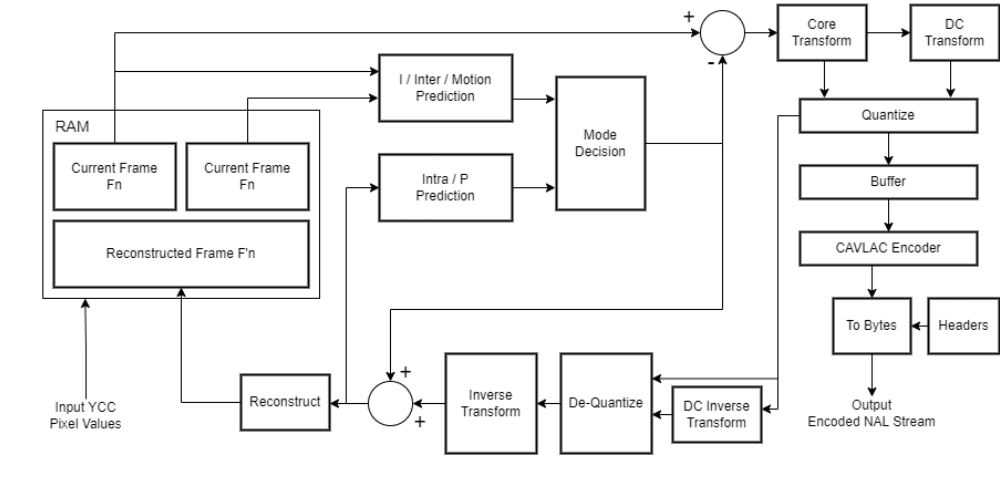 +
-
Core
Transform
DC
Transform
I / Inter / Motion
Prediction
RAM
Current Frame
Fn
Current Frame
Fn
Mode
Decision
Quantize
Intra / P
Prediction
Buffer
Reconstructed Frame F'n
CAVLAC Encoder
To Bytes
Headers
+
+
Reconstruct
Inverse
Transform
De-Quantize
DC Inverse
Transform
Input YCC
Pixel Values
Output
Encoded NAL Stream